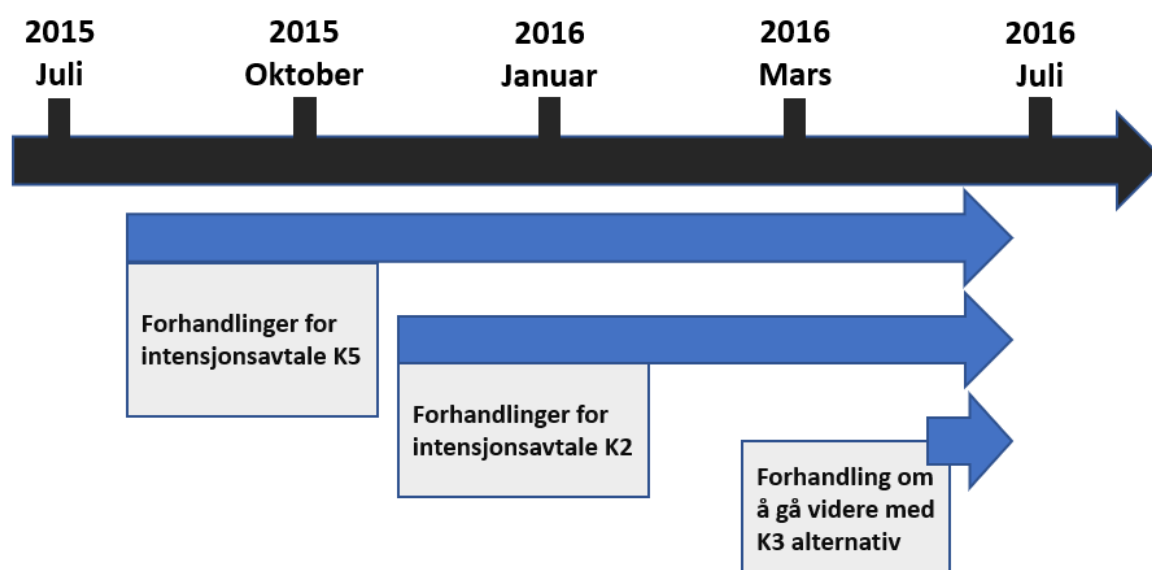 2015
Juli
2015
Oktober
2016
Januar
2016
Mars
2016
Juli
Forhandlinger for
intensjonsavtale K5
Forhandlinger for
intensjonsavtale K2
Forhandling om
å gå videre med
K3 alternativ